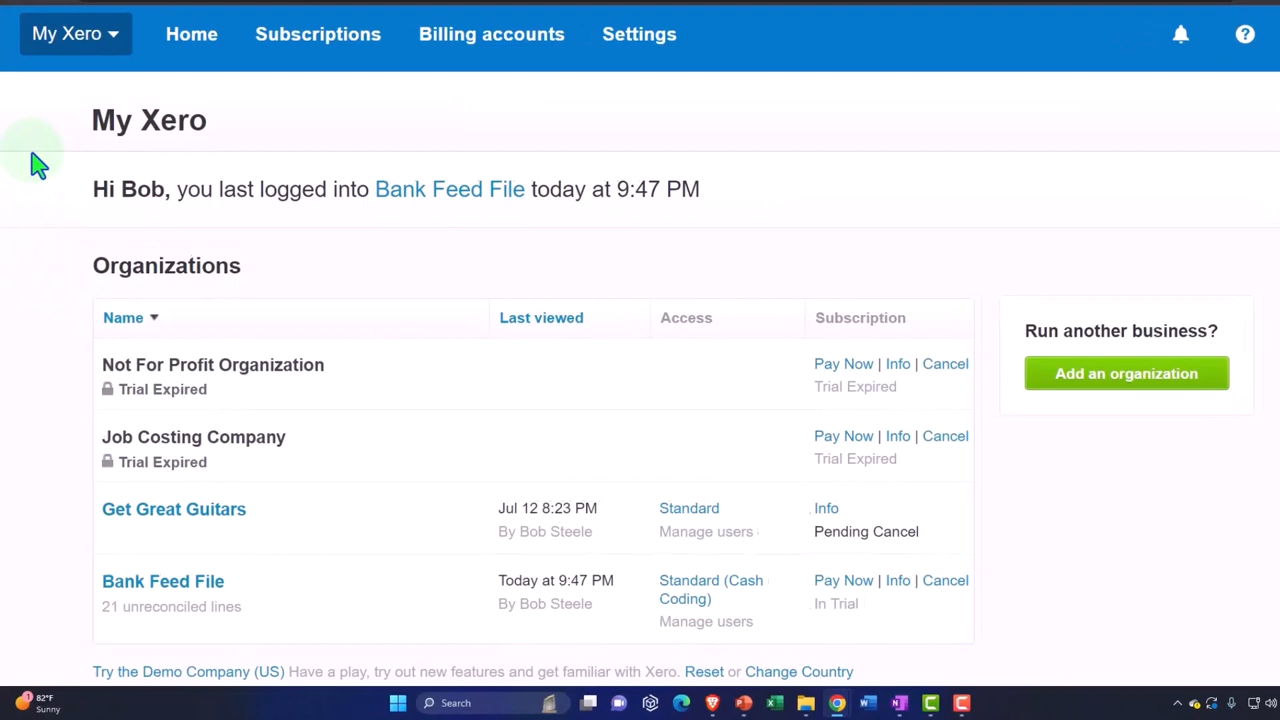 My Xero Home Subscriptions Billing accounts Settings ?
My Xero
Hi Bob, you last logged into Bank Feed File today at 9:47 PM
Organizations
Name Last viewed Access Subscription
Run another business?
Add an organization
Not For Profit Organization Pay Now | Info | Cancel
Trial Expired Trial Expired
Job Costing Company Pay Now | Info | Cancel
Trial Expired Trial Expired
Get Great Guitars Jul 12 8:23 PM Standard Info
By Bob Steele Manage users Pending Cancel
Bank Feed File Today at 9:47 PM Standard (Cash Pay Now | Info | Cancel
21 unreconciled lines By Bob Steele Coding) In Trial
Manage users
Try the Demo Company (US) Have a play, try out new features and get familiar with Xero. Reset or Change Country
1 82°F
Sunny
Search